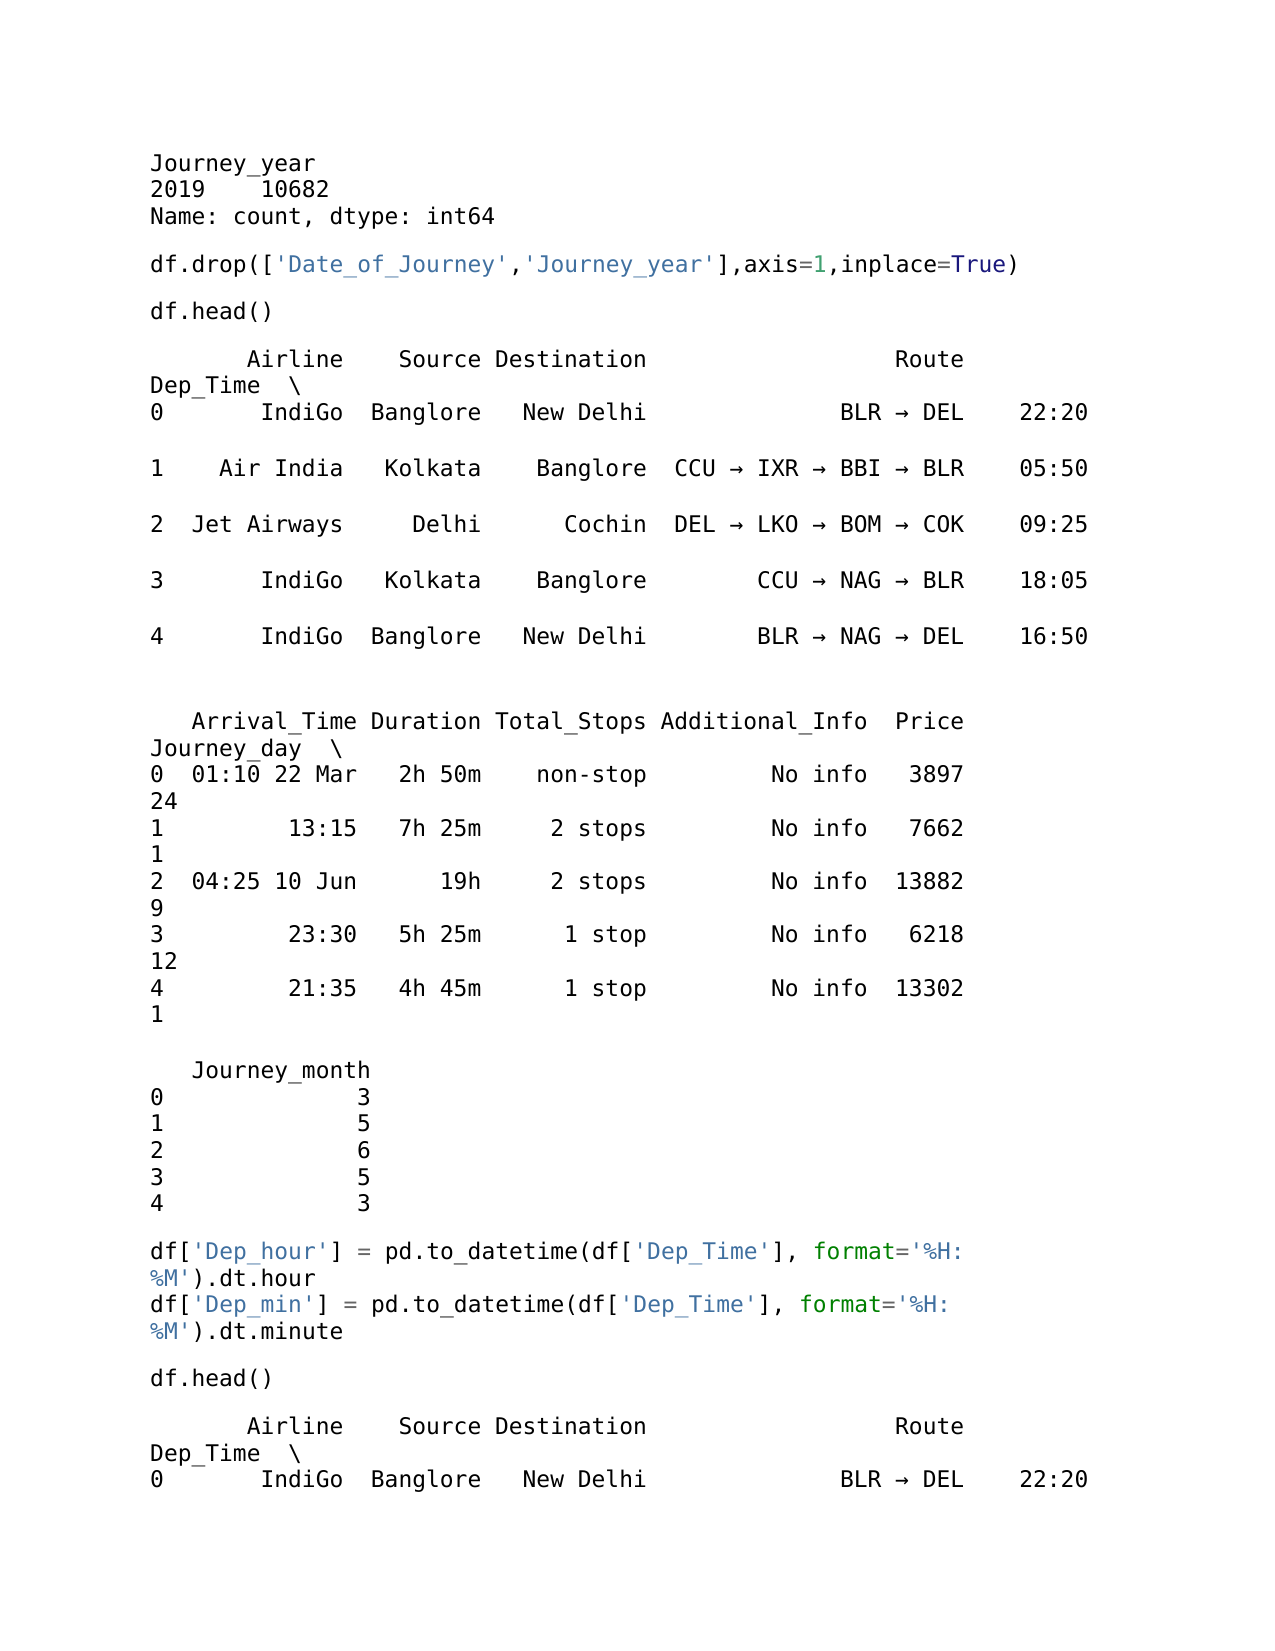 Journey_year
2019    10682
Name: count, dtype: int64
df.drop(['Date_of_Journey','Journey_year'],axis=1,inplace=True)
df.head()
       Airline    Source Destination                  Route
Dep_Time  \
0       IndiGo  Banglore   New Delhi              BLR → DEL    22:20
1    Air India   Kolkata    Banglore  CCU → IXR → BBI → BLR    05:50
2  Jet Airways     Delhi      Cochin  DEL → LKO → BOM → COK    09:25
3       IndiGo   Kolkata    Banglore        CCU → NAG → BLR    18:05
4       IndiGo  Banglore   New Delhi        BLR → NAG → DEL    16:50
   Arrival_Time Duration Total_Stops Additional_Info  Price
Journey_day  \
0  01:10 22 Mar   2h 50m    non-stop         No info   3897
24
1         13:15   7h 25m     2 stops         No info   7662
1
2  04:25 10 Jun      19h     2 stops         No info  13882
9
3         23:30   5h 25m      1 stop         No info   6218
12
4         21:35   4h 45m      1 stop         No info  13302
1
   Journey_month
0              3
1              5
2              6
3              5
4              3
df['Dep_hour'] = pd.to_datetime(df['Dep_Time'], format='%H:
%M').dt.hour
df['Dep_min'] = pd.to_datetime(df['Dep_Time'], format='%H:
%M').dt.minute
df.head()
       Airline    Source Destination                  Route
Dep_Time  \
0       IndiGo  Banglore   New Delhi              BLR → DEL    22:20